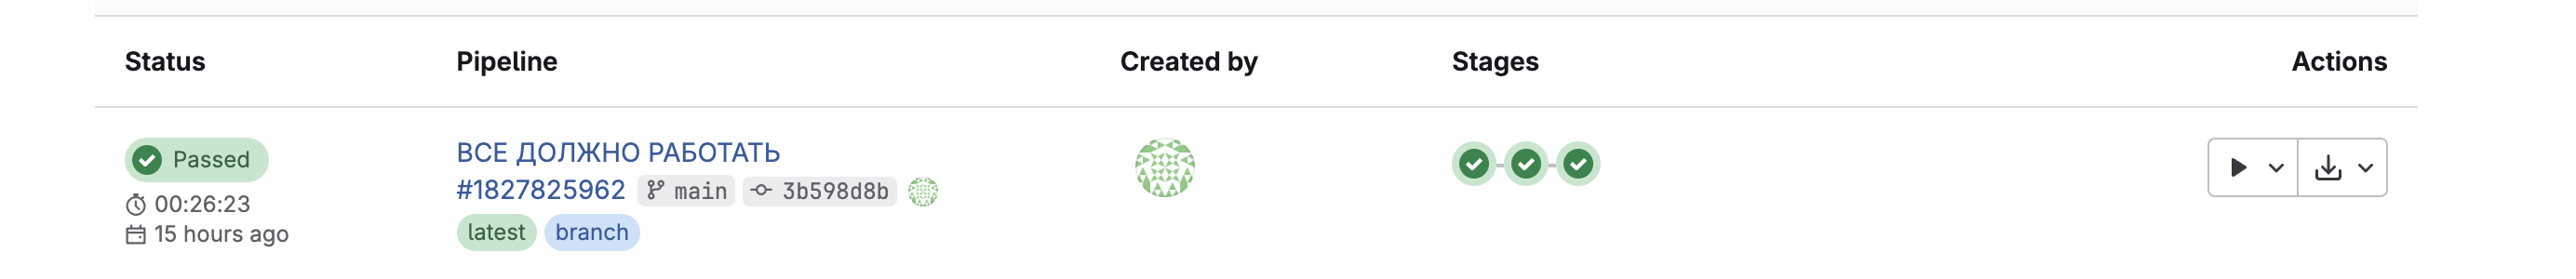 Status Pipeline Created by Stages Actions
Passed
00:26:23
15 hours ago
ВСЕ ДОЛЖНО РАБОТАТЬ
#1827825962 main 3b598d8b
latest branch